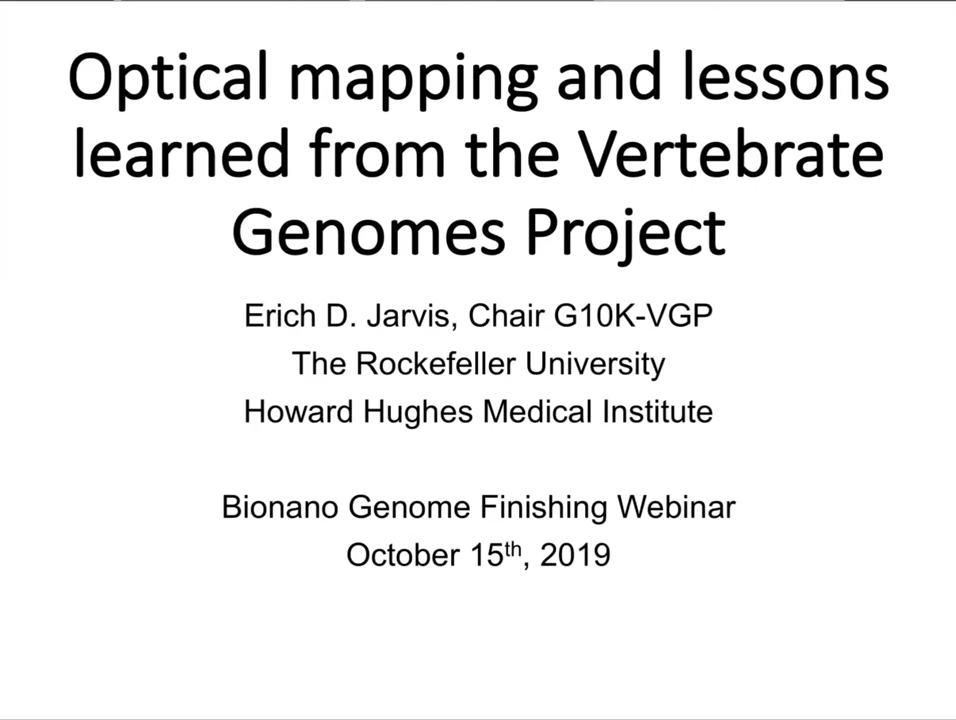 Optical mapping and lessons
learned from the Vertebrate
Genomes Project
Erich D. Jarvis, Chair G10K-VGP
The Rockefeller University
Howard Hughes Medical Institute
Bionano Genome Finishing Webinar
October 15th, 2019